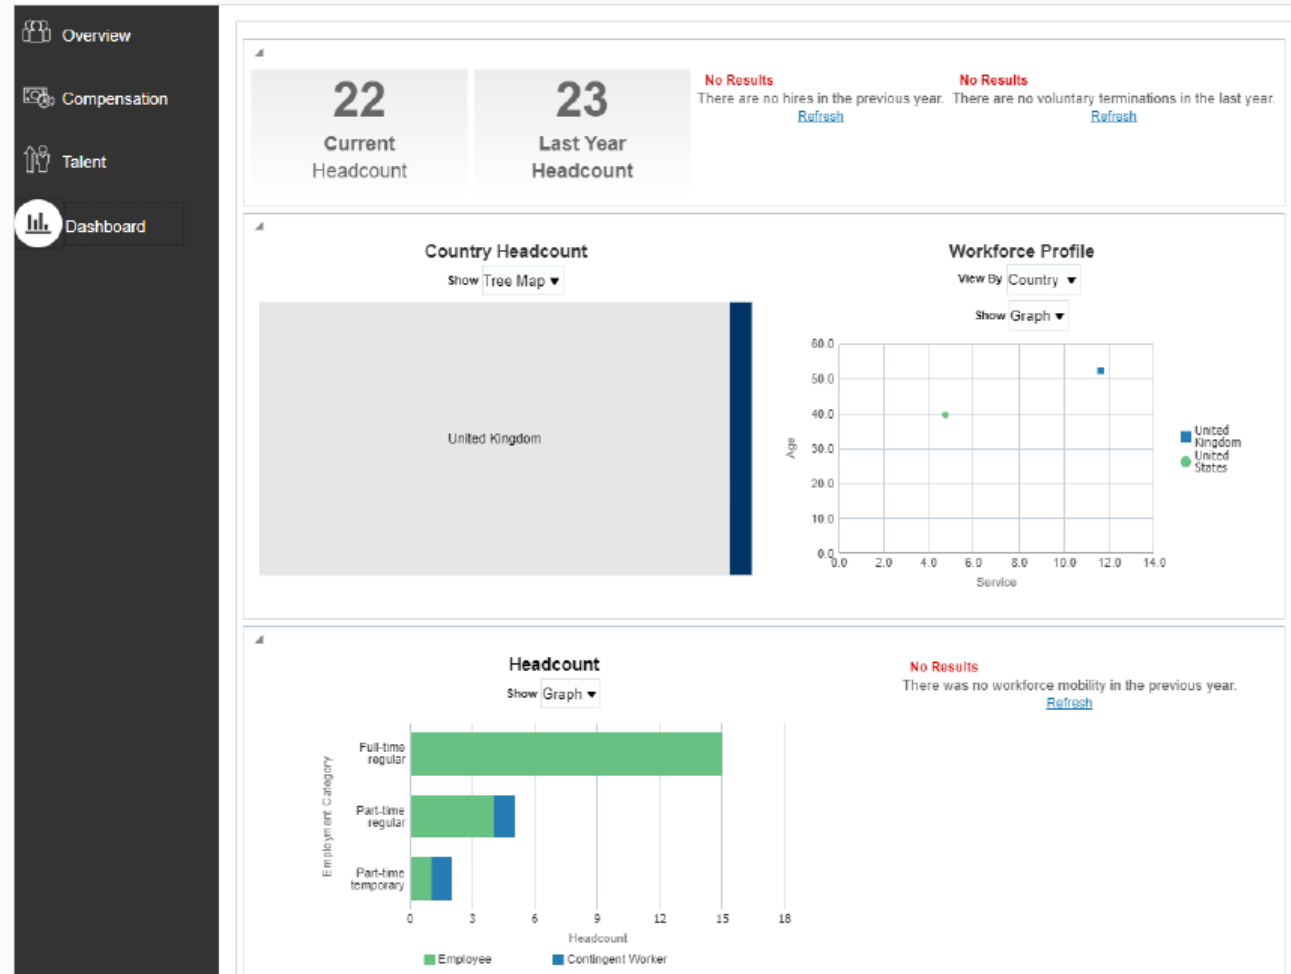 Overview
Compensation
Talent
Dashboard
22
Current
Headcount
23
Last Year
Headcount
No Results
There are no hires in the previous year.
Refresh
No Results
There are no voluntary terminations in the last year.
Refresh
Country Headcount
Show Tree Map
United Kingdom
Workforce Profile
View By Country
Show Graph
60.0
50.0
40.0
30.0
20.0
10.0
0.0
Age
0.0 2.0 4.0 6.0 8.0 10.0 12.0 14.0
Service
United
Kingdom
United
States
Headcount
Show Graph
Employment Category
Full-time
regular
Part-time
regular
Part-time
temporary
0 3 6 9 12 15 18
Headcount
Employee Contingent Worker
No Results
There was no workforce mobility in the previous year.
Refresh